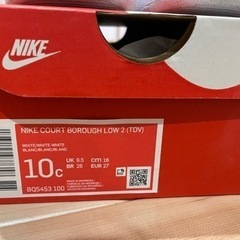 NIKE
NIKE COURT BOROUGH LOW 2 (TDV)
WHITE/WHITE-WHITE
BLANC/BLANC/BLANC
10C
UK 9.5
CM 16
BR 26
EUR 27
BQ5453 100